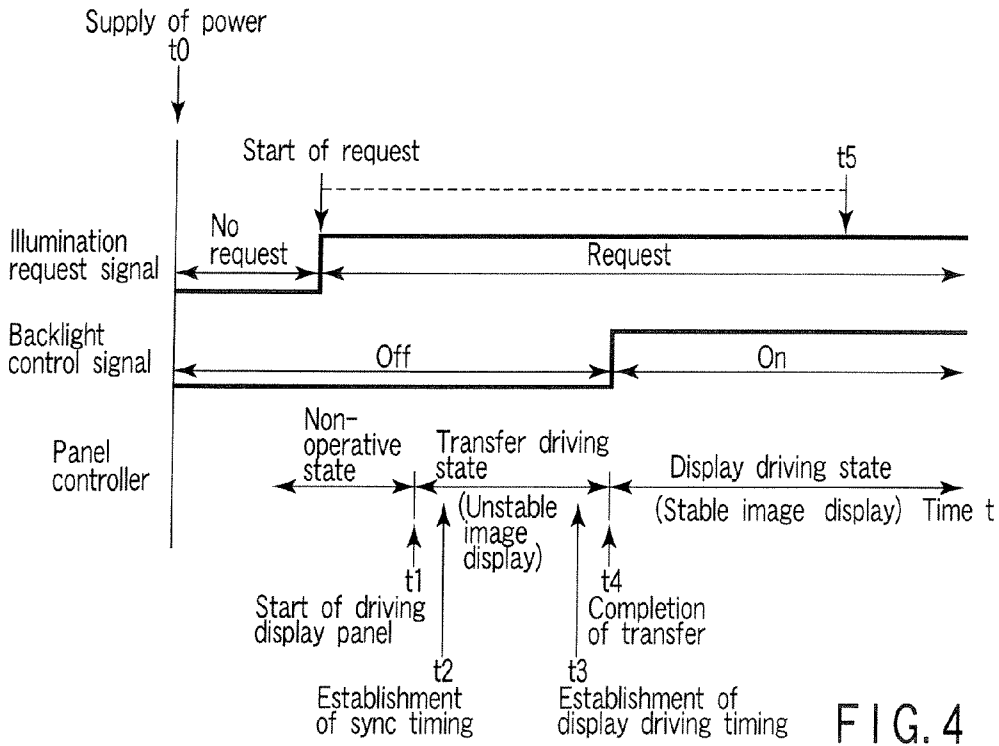 Supply of power
t0
Start of request
t5
Illumination
request signal
No
request
Request
Backlight
control signal
Off
On
Panel
controller
Non-
operative
state
Transfer driving
state
(Unstable
image
display)
Display driving state
(Stable image display) Time t
t1
Start of driving
display panel
t4
Completion
of transfer
t2
Establishment
of sync timing
t3
Establishment of
display driving timing
FIG. 4